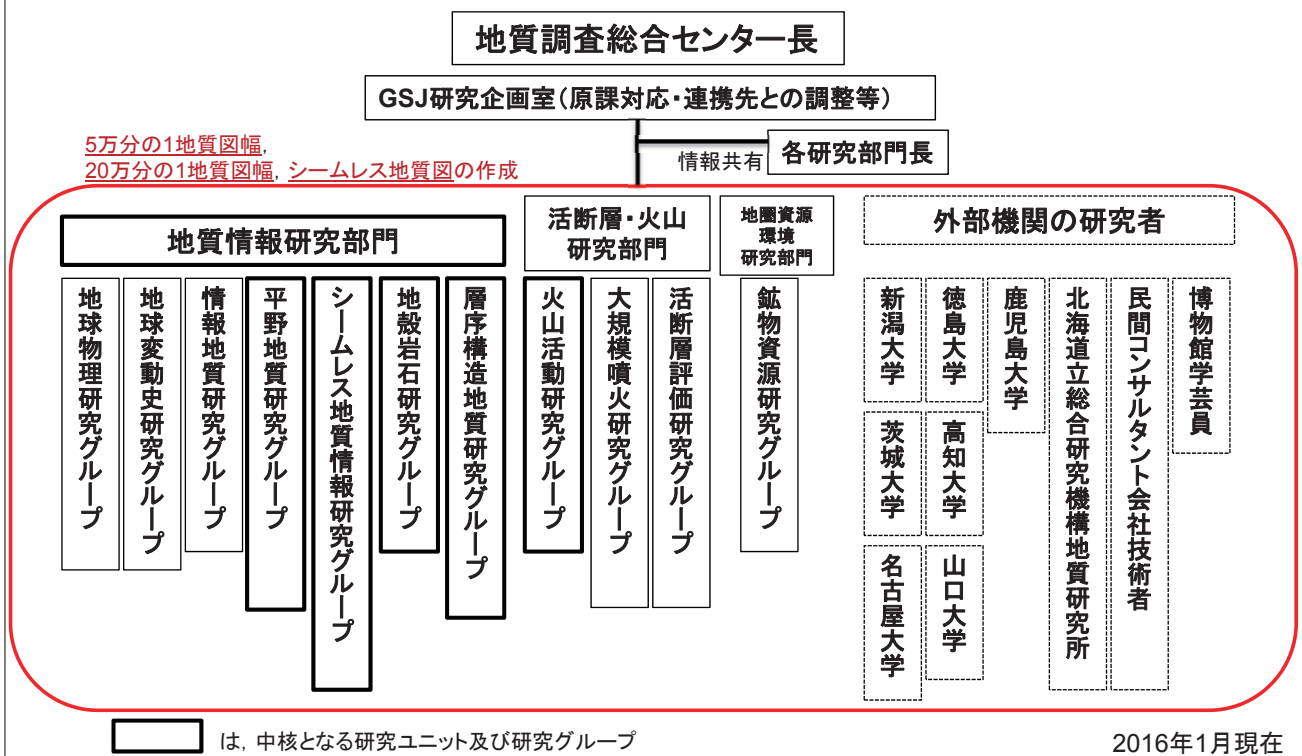 地質調査総合センター長
GSJ研究企画室（原課対応・連携先との調整等）
5万分の1地質図幅，
20万分の1地質図幅，シームレス地質図の作成
情報共有
各研究部門長
地質情報研究部門
活断層・火山
研究部門
地圏資源
環境
研究部門
外部機関の研究者
地球物理研究グループ
地球変動史研究グループ
情報地質研究グループ
平野地質研究グループ
シームレス地質情報研究グループ
地殻岩石研究グループ
層序構造地質研究グループ
火山活動研究グループ
大規模噴火研究グループ
活断層評価研究グループ
鉱物資源研究グループ
新潟大学
茨城大学
名古屋大学
徳島大学
高知大学
山口大学
鹿児島大学
北海道立総合研究機構地質研究所
民間コンサルタント会社技術者
博物館学芸員
は，中核となる研究ユニット及び研究グループ
2016年1月現在